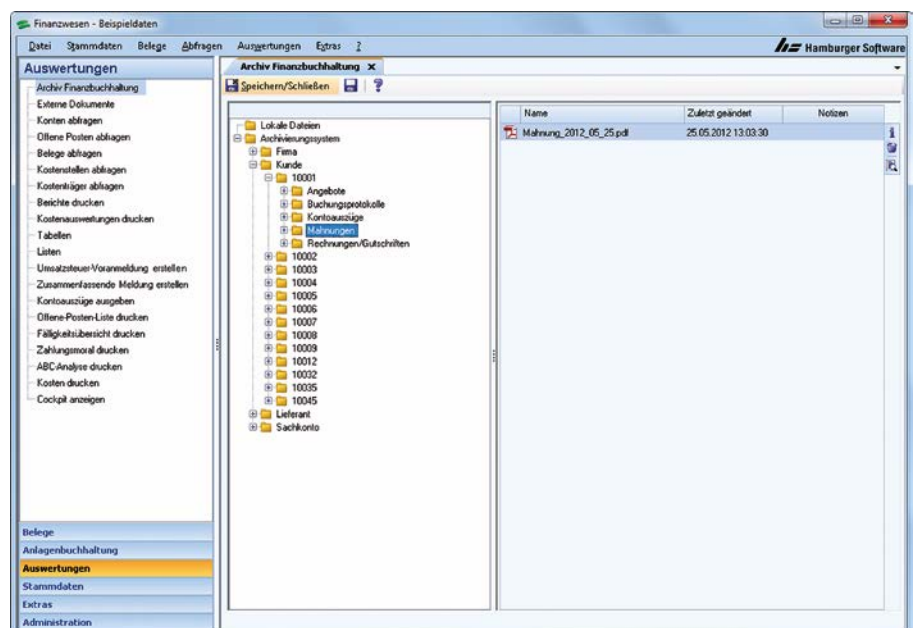 Finanzwesen - Beispieldaten
Datei Stammdaten Belege Abfragen Auswertungen Extras ?
Hamburger Software
Auswertungen
Archiv Finanzbuchhaltung
Externe Dokumente
Konten abfragen
Offene Posten abfragen
Belege abfragen
Kostenstellen abfragen
Kostenträger abfragen
Berichte drucken
Kostenauswertungen drucken
Tabellen
Listen
Umsatzsteuer-Voranmeldung erstellen
Zusammenfassende Meldung erstellen
Kontoauszüge ausgeben
Offene-Posten-Liste drucken
Fälligkeitsübersicht drucken
Zahlungsmoral drucken
ABC-Analyse drucken
Kosten drucken
Cockpit anzeigen
Belege
Anlagenbuchhaltung
Auswertungen
Stammdaten
Extras
Administration
Archiv Finanzbuchhaltung
Speichern/Schließen
Lokale Dateien
Archivierungssystem
Firma
Kunde
10001
Angebote
Buchungsprotokolle
Kontoauszüge
Mahnungen
Rechnungen/Gutschriften
10002
10003
10004
10005
10006
10007
10008
10009
10012
10032
10035
10045
Lieferant
Sachkonto
Name Zuletzt geändert Notizen
Mahnung_2012_05_25.pdf 25.05.2012 13:03:30